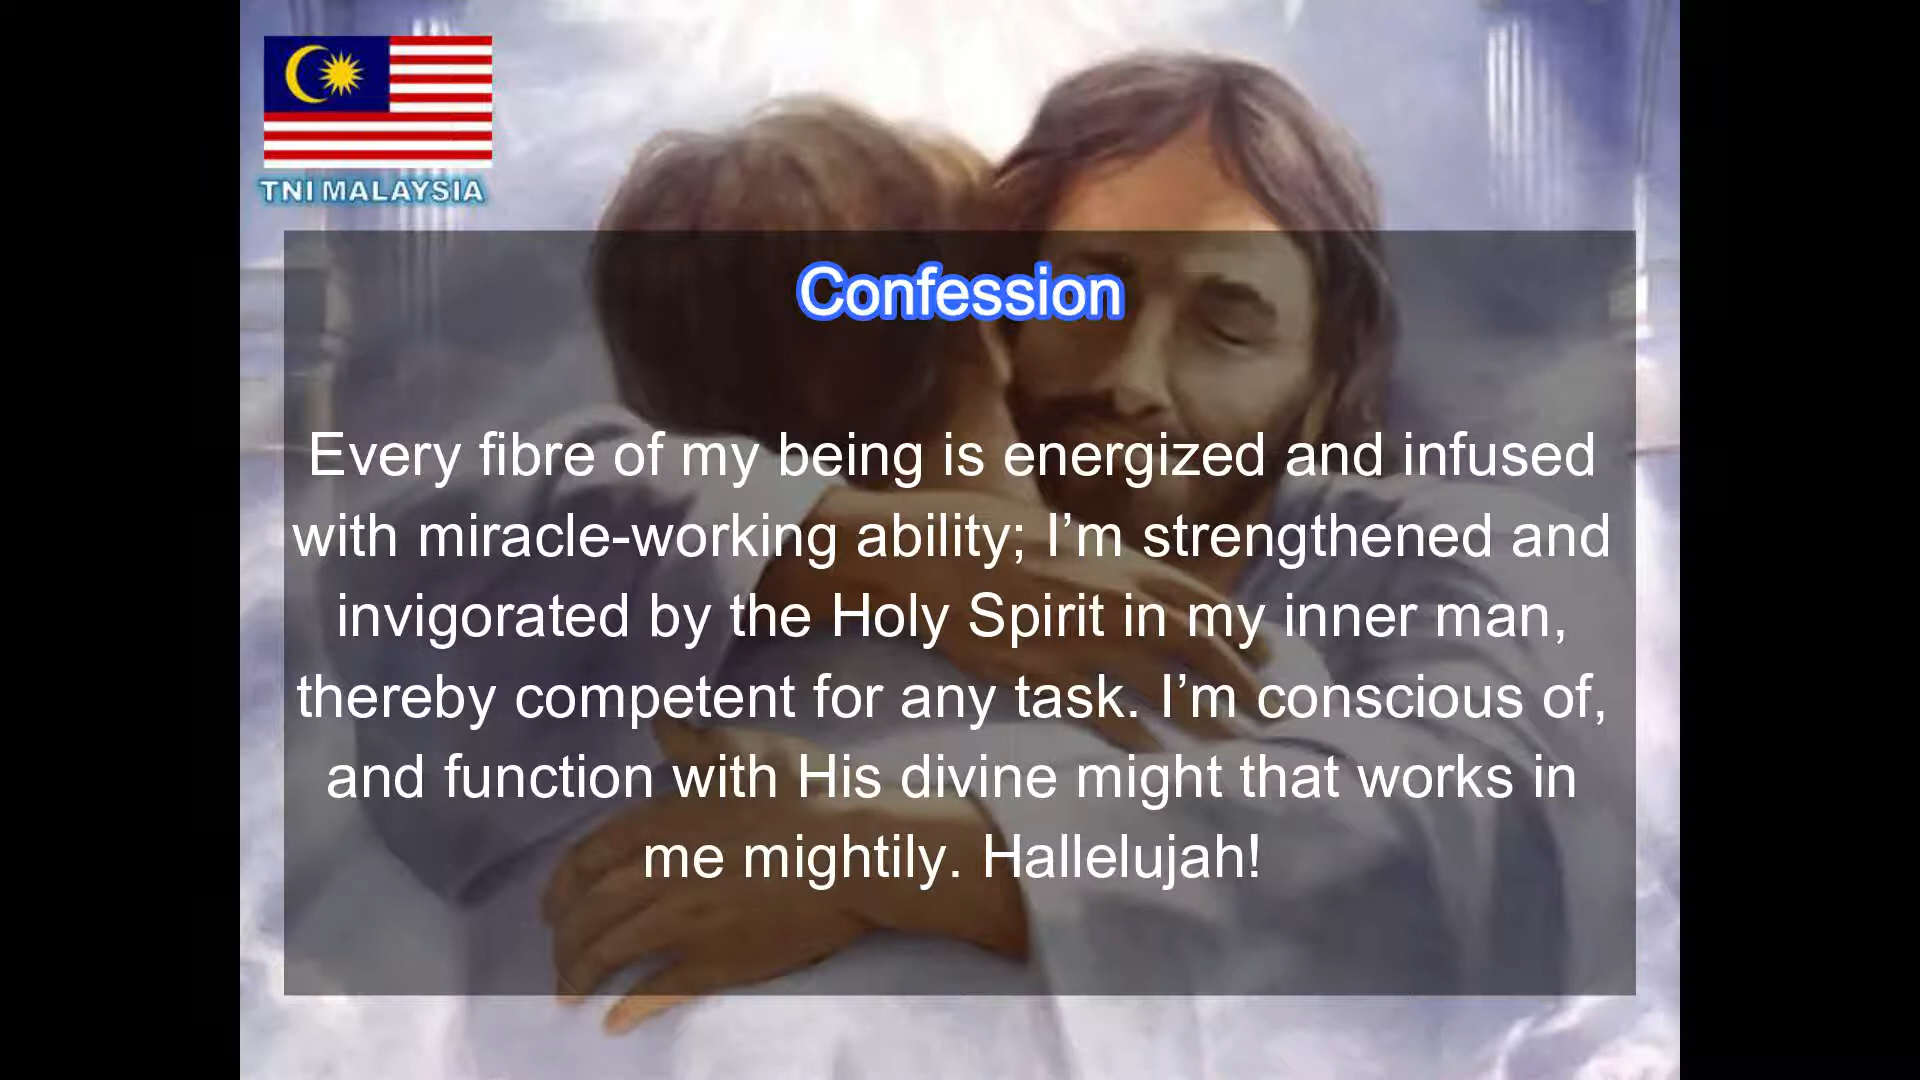 TNI MALAYSIA
Confession
Every fibre of my being is energized and infused
with miracle-working ability; I’m strengthened and
invigorated by the Holy Spirit in my inner man,
thereby competent for any task. I’m conscious of,
and function with His divine might that works in
me mightily. Hallelujah!